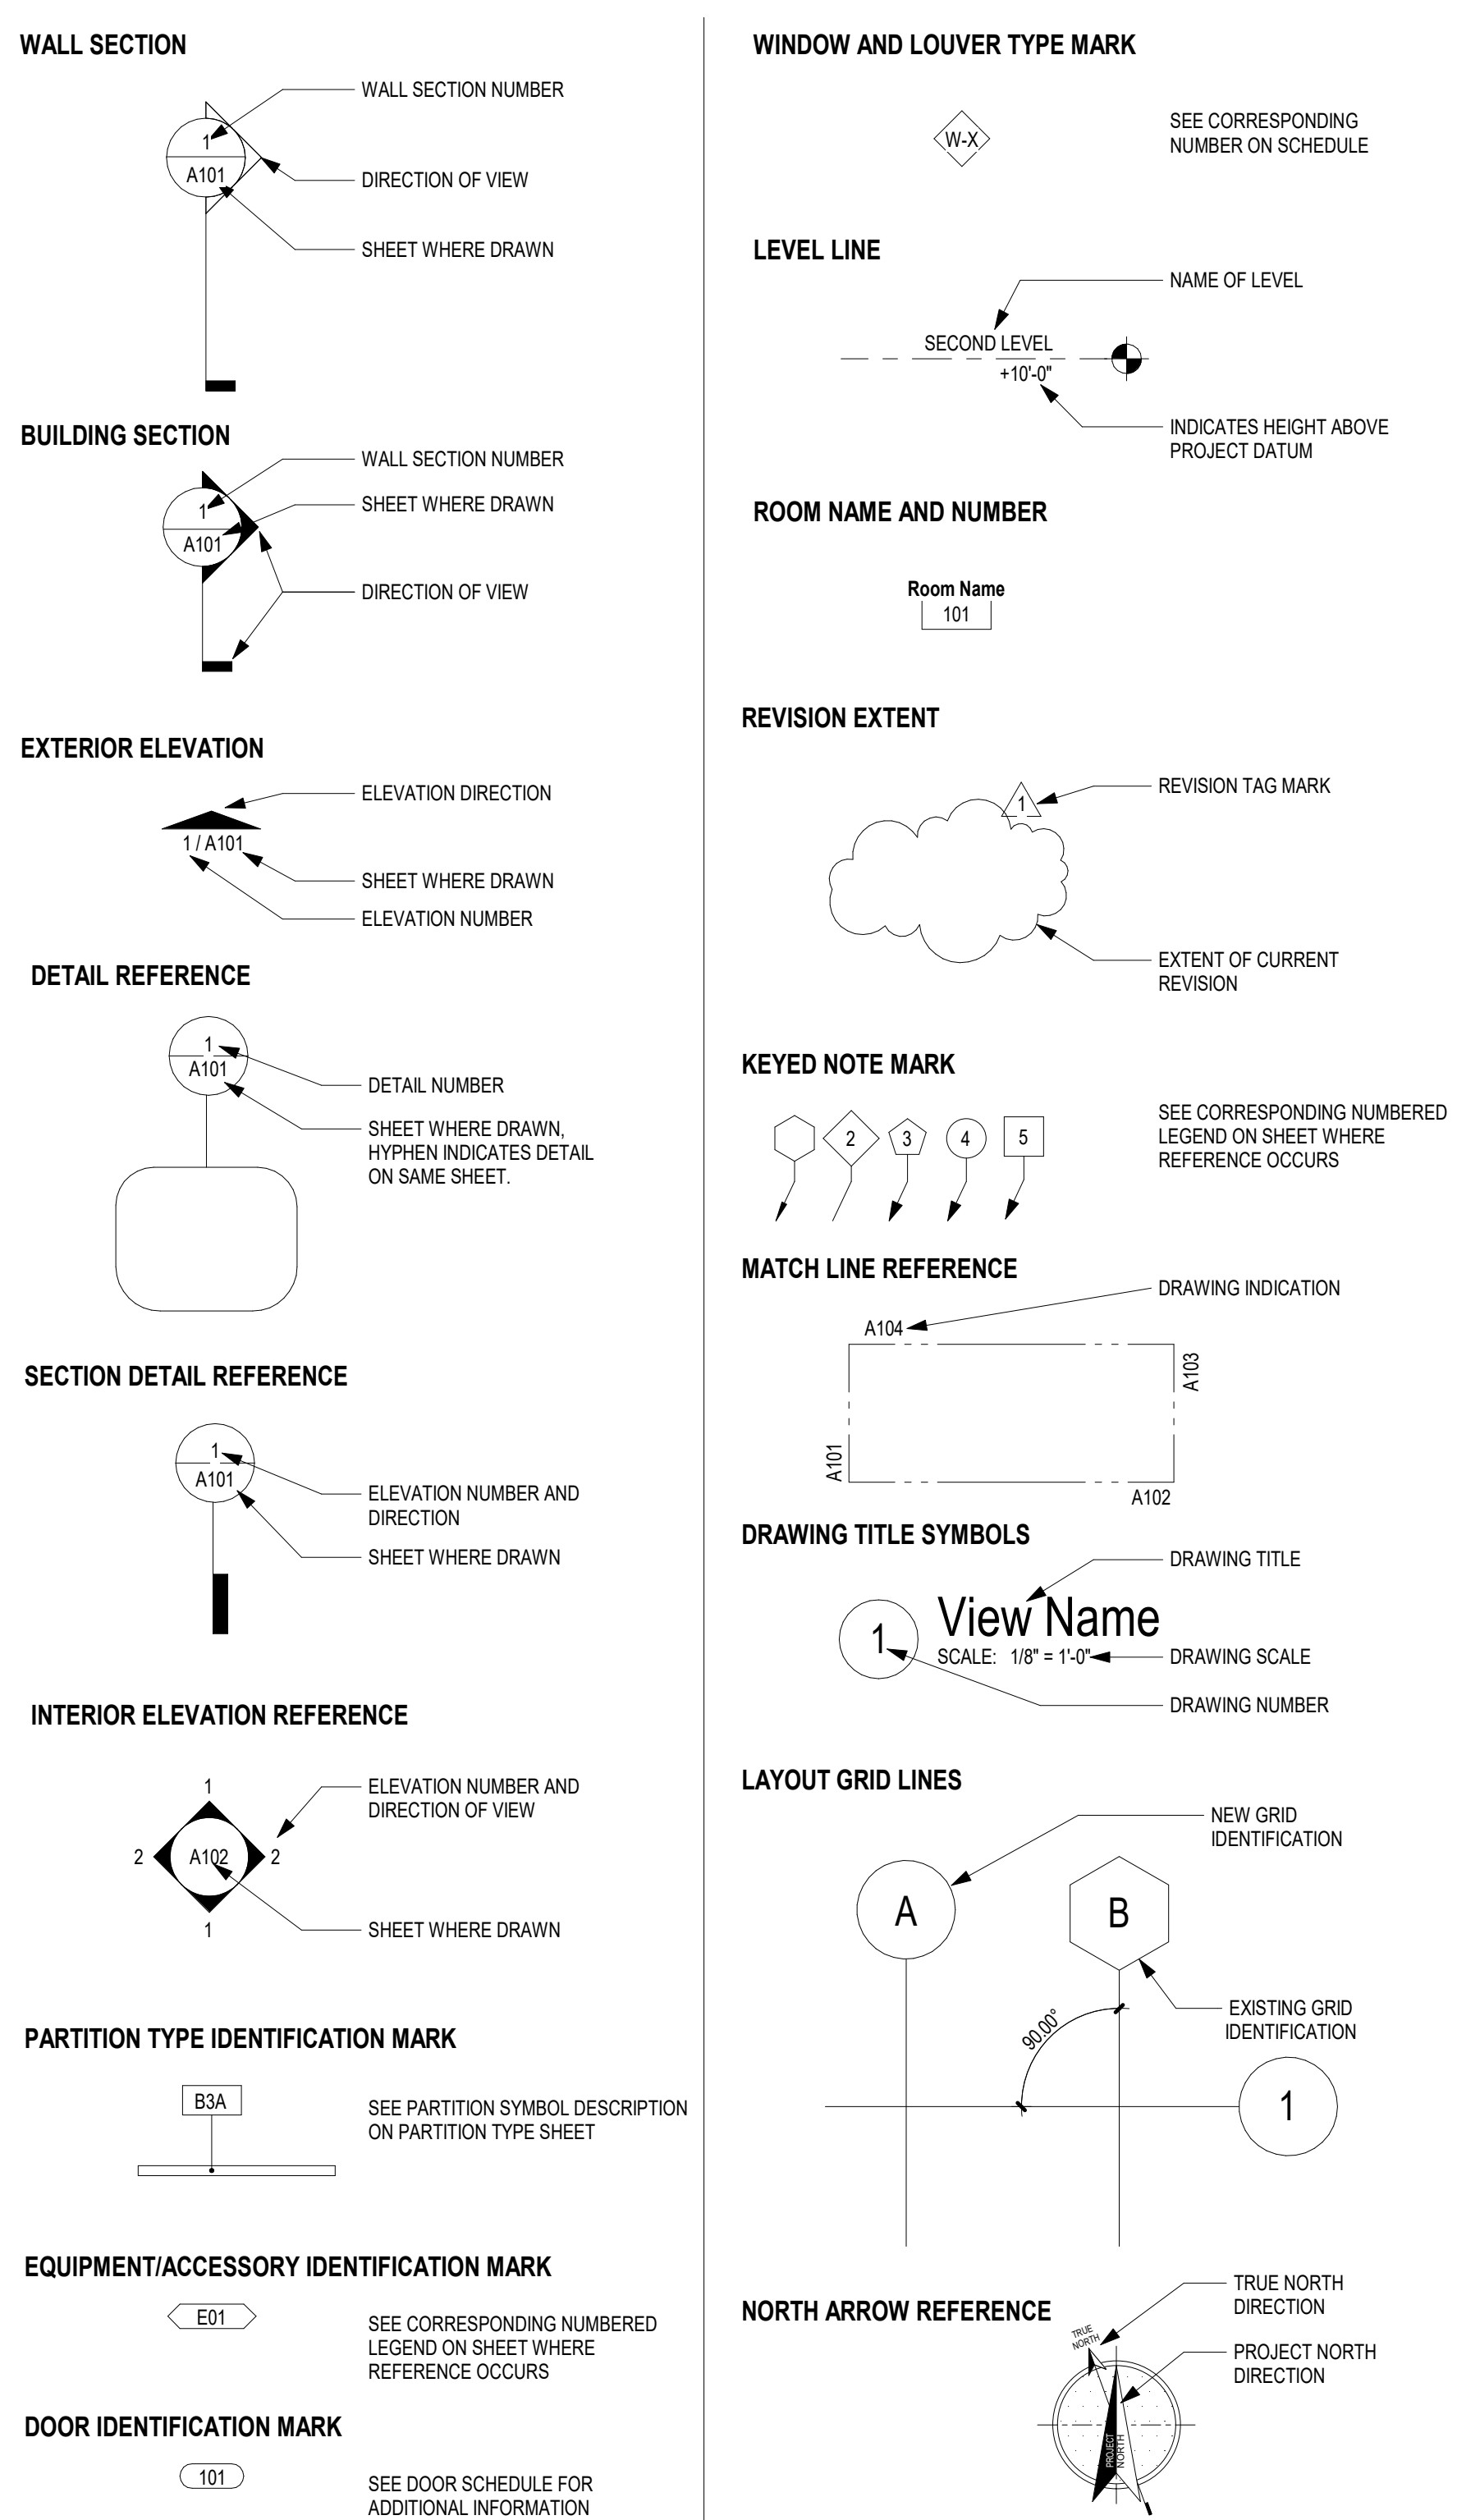 WALL SECTION
WALL SECTION NUMBER
1
A101
DIRECTION OF VIEW
SHEET WHERE DRAWN
BUILDING SECTION
WALL SECTION NUMBER
SHEET WHERE DRAWN
1
A101
DIRECTION OF VIEW
EXTERIOR ELEVATION
ELEVATION DIRECTION
1 / A101
SHEET WHERE DRAWN
ELEVATION NUMBER
DETAIL REFERENCE
1
A101
DETAIL NUMBER
SHEET WHERE DRAWN,
HYPHEN INDICATES DETAIL
ON SAME SHEET.
SECTION DETAIL REFERENCE
1
A101
ELEVATION NUMBER AND
DIRECTION
SHEET WHERE DRAWN
INTERIOR ELEVATION REFERENCE
1
ELEVATION NUMBER AND
DIRECTION OF VIEW
2
A102
2
1
SHEET WHERE DRAWN
PARTITION TYPE IDENTIFICATION MARK
B3A
SEE PARTITION SYMBOL DESCRIPTION
ON PARTITION TYPE SHEET
EQUIPMENT/ACCESSORY IDENTIFICATION MARK
E01
SEE CORRESPONDING NUMBERED
LEGEND ON SHEET WHERE
REFERENCE OCCURS
DOOR IDENTIFICATION MARK
101
SEE DOOR SCHEDULE FOR
ADDITIONAL INFORMATION
WINDOW AND LOUVER TYPE MARK
W-X
SEE CORRESPONDING
NUMBER ON SCHEDULE
LEVEL LINE
NAME OF LEVEL
SECOND LEVEL
+10'-0"
INDICATES HEIGHT ABOVE
PROJECT DATUM
ROOM NAME AND NUMBER
Room Name
101
REVISION EXTENT
REVISION TAG MARK
1
EXTENT OF CURRENT
REVISION
KEYED NOTE MARK
2
3
4
5
SEE CORRESPONDING NUMBERED
LEGEND ON SHEET WHERE
REFERENCE OCCURS
MATCH LINE REFERENCE
DRAWING INDICATION
A104
A103
A101
A102
DRAWING TITLE SYMBOLS
DRAWING TITLE
1
View Name
SCALE: 1/8" = 1'-0"
DRAWING SCALE
DRAWING NUMBER
LAYOUT GRID LINES
NEW GRID
IDENTIFICATION
A
B
90.00°
EXISTING GRID
IDENTIFICATION
1
NORTH ARROW REFERENCE
TRUE NORTH
DIRECTION
TRUE
NORTH
PROJECT NORTH
DIRECTION
PROJECT
NORTH